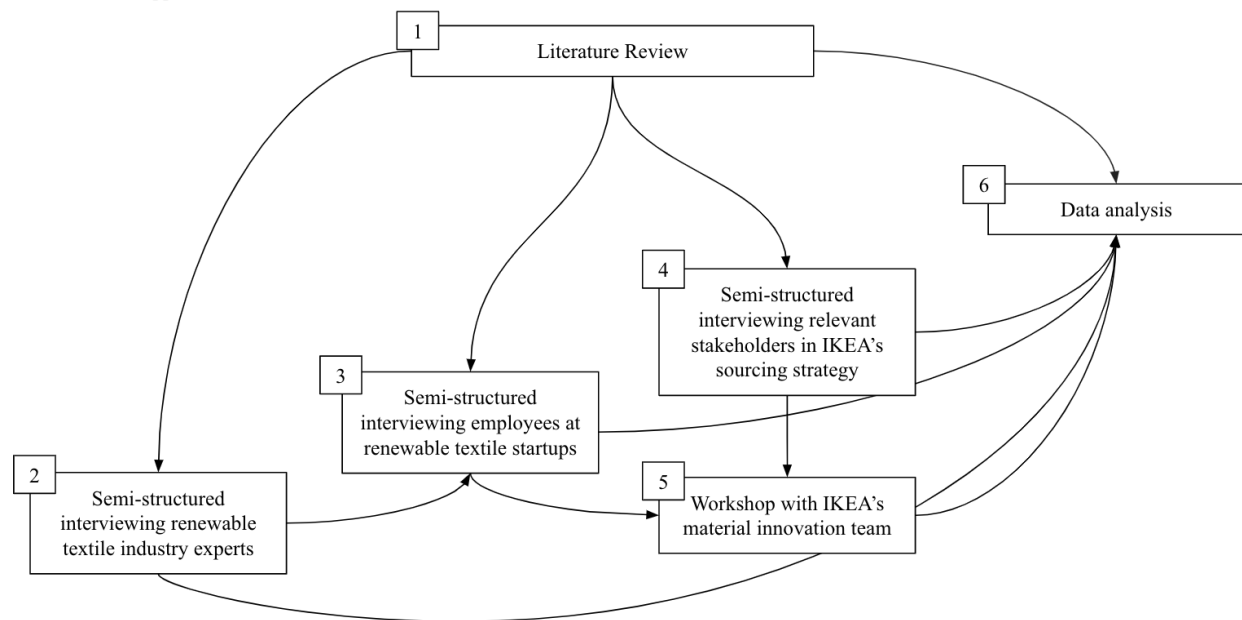 1
Literature Review
6
Data analysis
4
Semi-structured
interviewing relevant
stakeholders in IKEA's
sourcing strategy
3
Semi-structured
interviewing employees at
renewable textile startups
2
Semi-structured
interviewing renewable
textile industry experts
5
Workshop with IKEA's
material innovation team